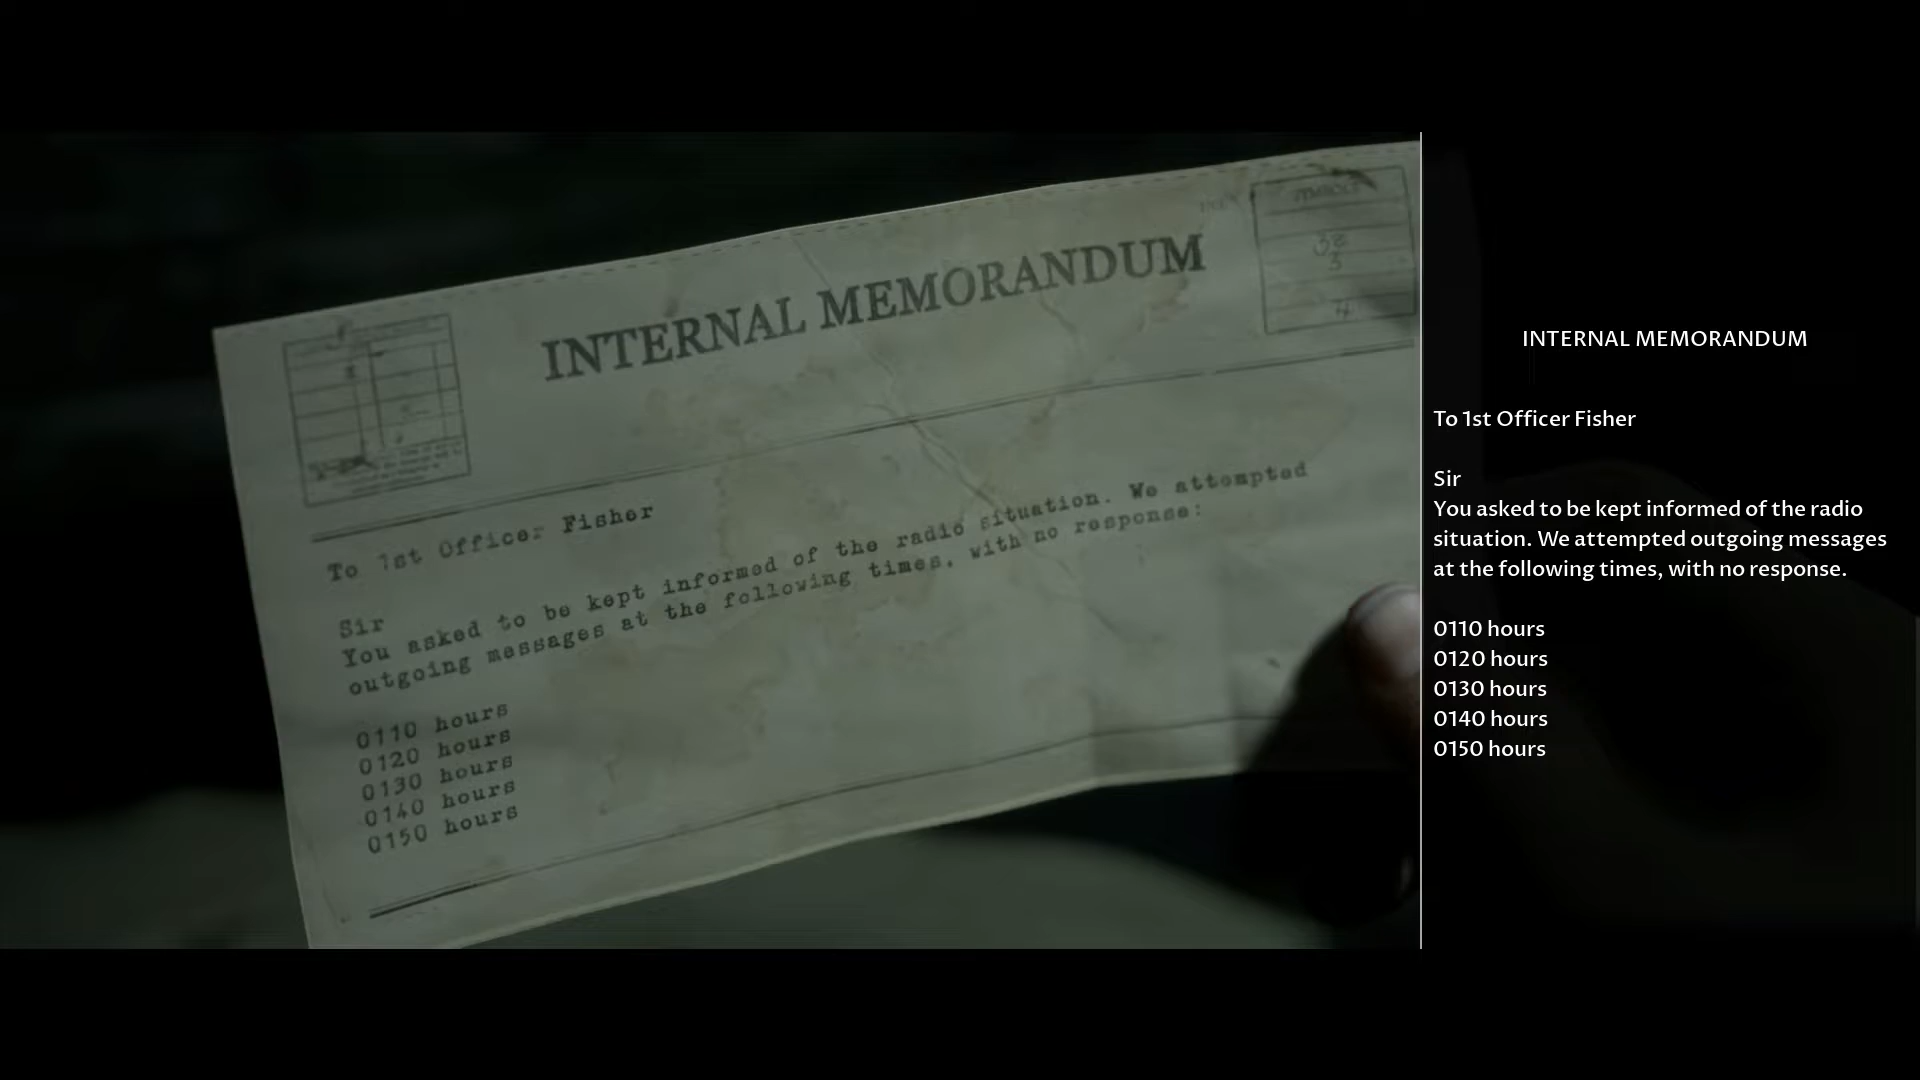 INTERNAL MEMORANDUM
To 1st Officer Fisher
Sir
You asked to be kept informed of the radio situation. We attempted
outgoing messages at the following times, with no response:
0110 hours
0120 hours
0130 hours
0140 hours
0150 hours
INTERNAL MEMORANDUM
To 1st Officer Fisher
Sir
You asked to be kept informed of the radio
situation. We attempted outgoing messages
at the following times, with no response.
0110 hours
0120 hours
0130 hours
0140 hours
0150 hours